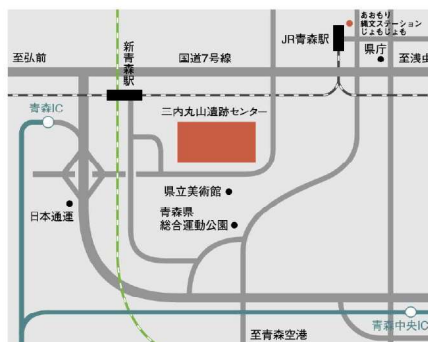 あおもり
縄文ステーション
じょもじょも
JR青森駅
県庁
至弘前
新青森駅
国道7号線
至浅虫
青森IC
三内丸山遺跡センター
県立美術館
日本通運
青森県
総合運動公園
青森中央IC
至青森空港